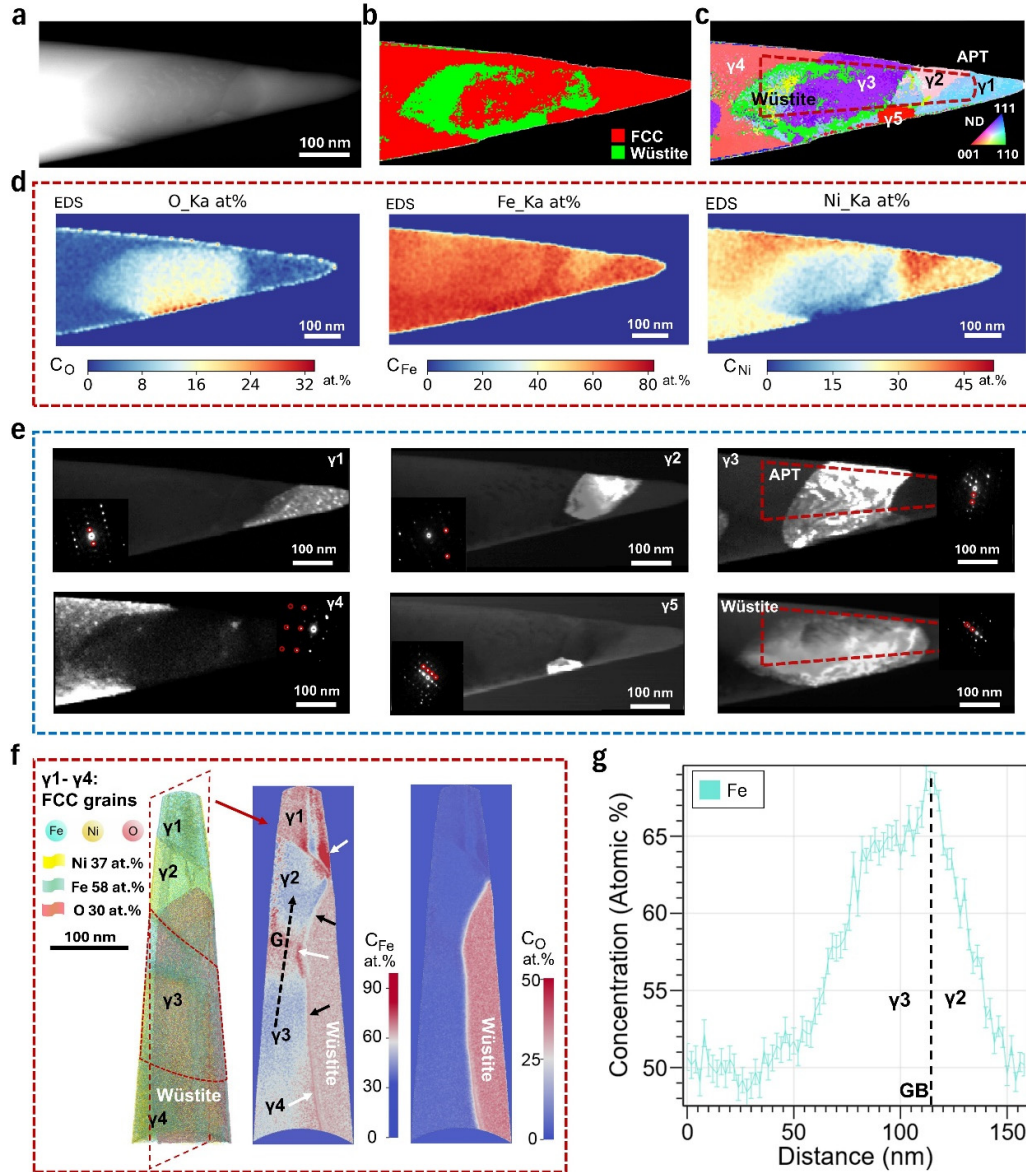 a
100 nm
b
FCC
Wüstite
c
APT
γ4
γ3
γ2
γ1
Wüstite
γ5
ND
111
001
110
d
EDS
O_Ka at%
100 nm
C_O
0 8 16 24 32 at.%
EDS
Fe_Ka at%
100 nm
C_Fe
0 20 40 60 80 at.%
EDS
Ni_Ka at%
100 nm
C_Ni
0 15 30 45 at.%
e
γ1
100 nm
γ2
100 nm
γ3
APT
100 nm
γ4
100 nm
γ5
100 nm
Wüstite
100 nm
f
γ1- γ4:
FCC grains
Fe Ni O
Ni 37 at.%
Fe 58 at.%
O 30 at.%
100 nm
γ1
γ2
γ3
Wüstite
γ4
γ1
γ2
G
γ3
γ4
Wüstite
C_Fe
at.%
90
60
30
0
Wüstite
C_O
at.%
50
25
0
g
Fe
Concentration (Atomic %)
65
60
55
50
γ3
γ2
GB
0 50 100 150
Distance (nm)